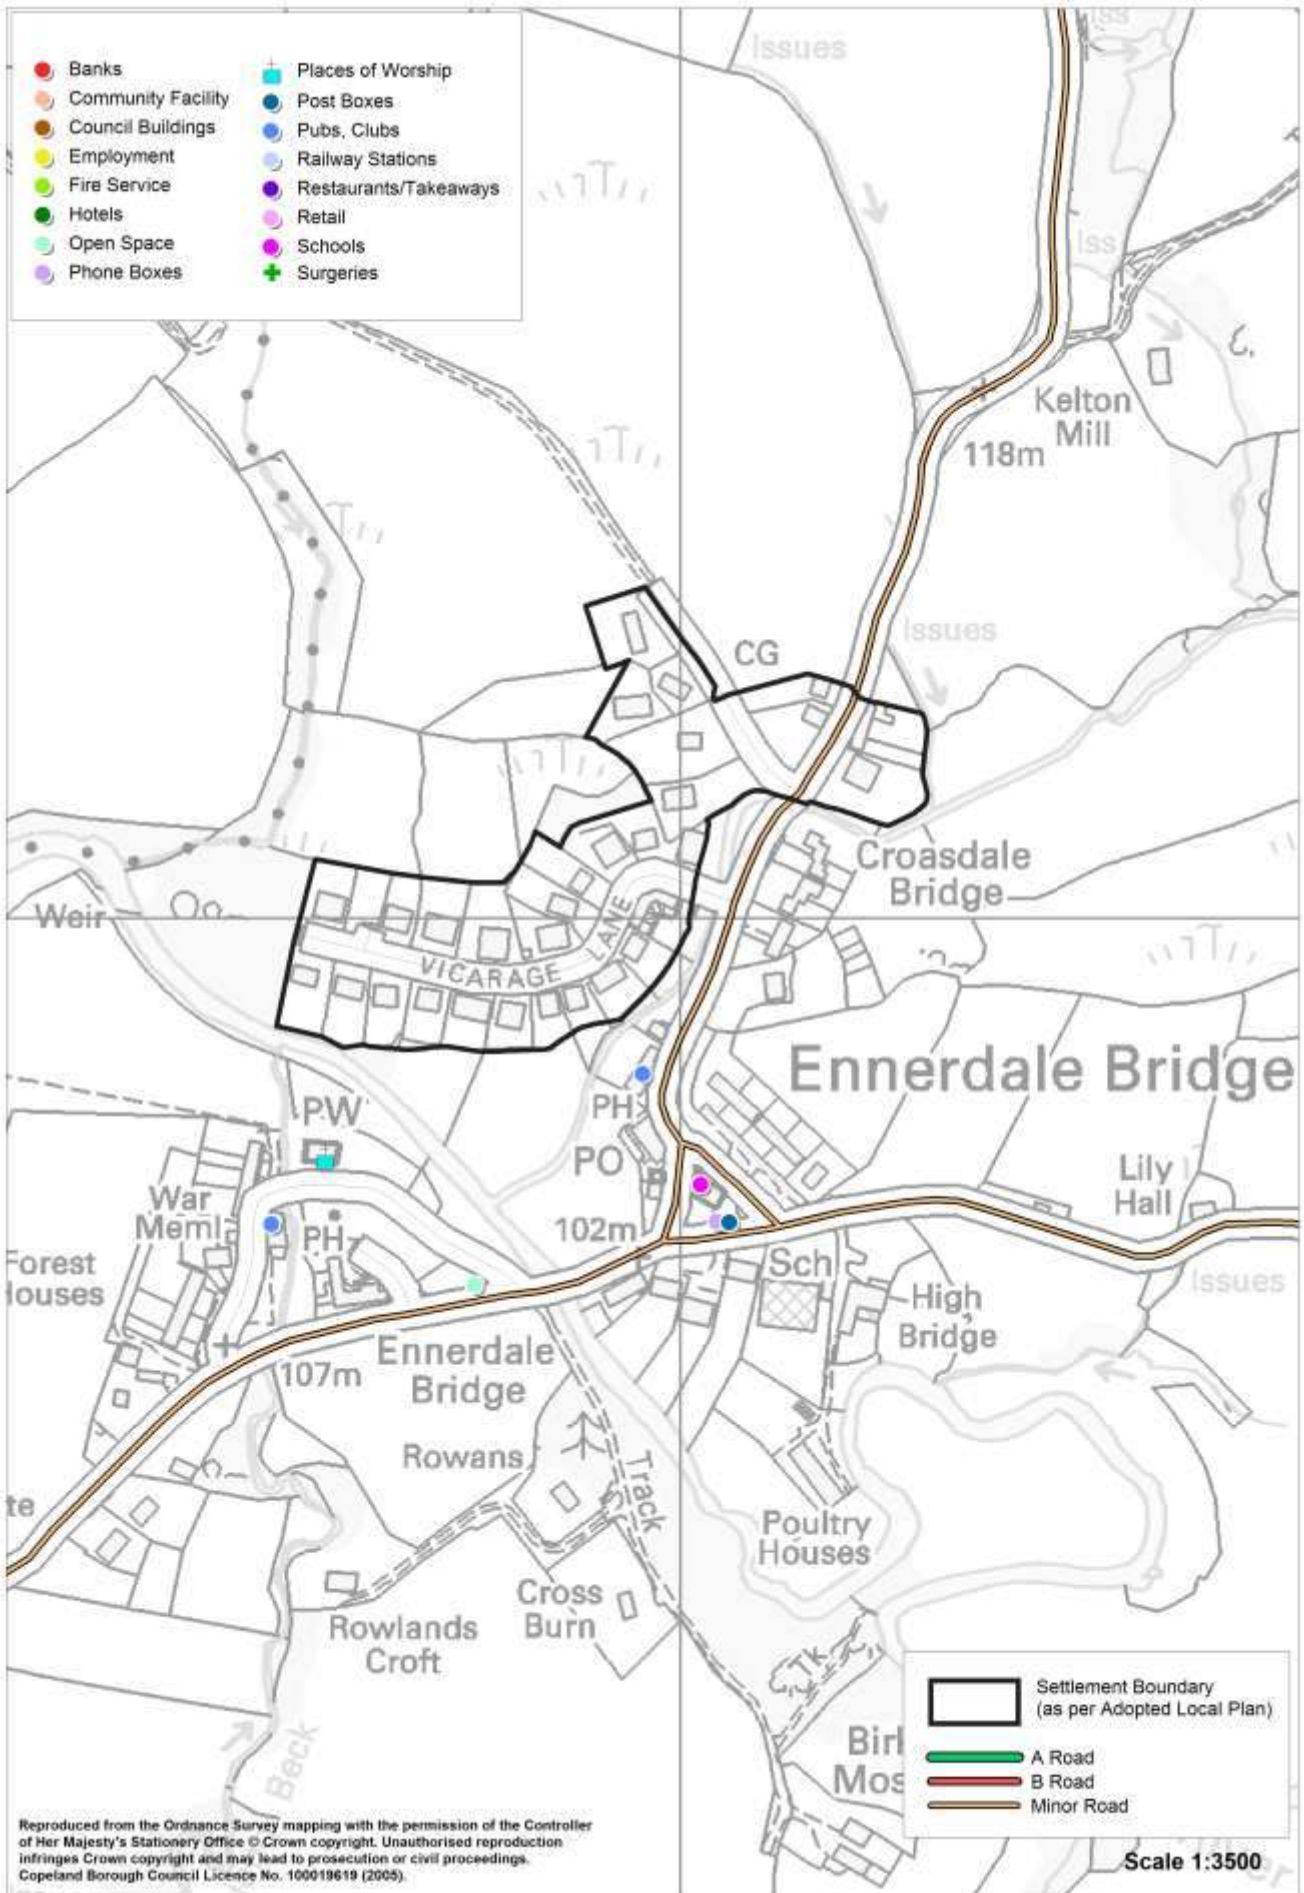 Banks
Community Facility
Council Buildings
Employment
Fire Service
Hotels
Open Space
Phone Boxes
Places of Worship
Post Boxes
Pubs, Clubs
Railway Stations
Restaurants/Takeaways
Retail
Schools
Surgeries
Issues
Iss
Iss
Kelton
Mill
118m
Issues
CG
Croasdale
Bridge
Weir
VICARAGE LANE
Ennerdale Bridge
PH
PW
PO
War
Meml
PH
102m
Lily
Hall
Forest
Houses
Sch
High
Bridge
Issues
Ennerdale
Bridge
107m
Rowans
Track
te
Poultry
Houses
Cross
Burn
Rowlands
Croft
Tk
Beck
Settlement Boundary
(as per Adopted Local Plan)
A Road
B Road
Minor Road
Reproduced from the Ordnance Survey mapping with the permission of the Controller
of Her Majesty's Stationery Office © Crown copyright. Unauthorised reproduction
infringes Crown copyright and may lead to prosecution or civil proceedings.
Copeland Borough Council Licence No. 100019619 (2005).
Scale 1:3500